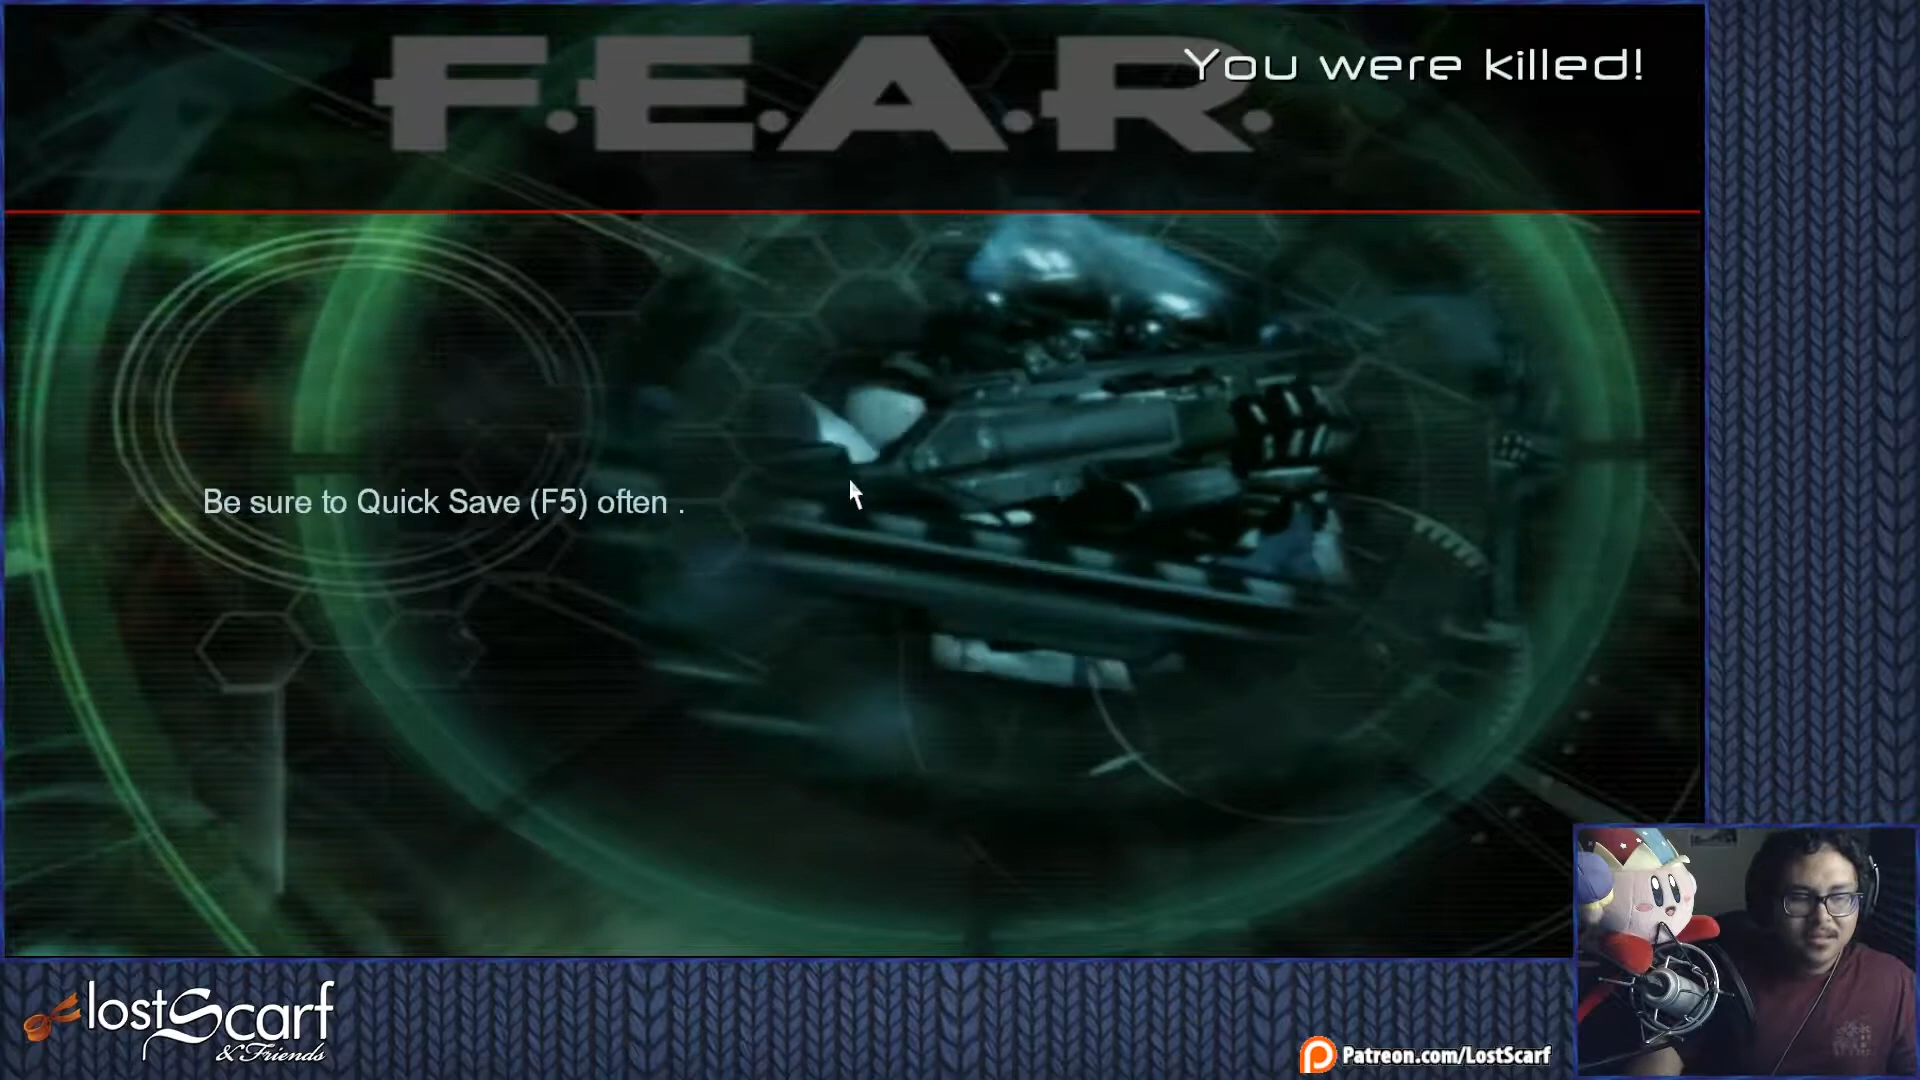 F.E.A.R.
You were killed!
Be sure to Quick Save (F5) often .
lostScarf
& Friends
Patreon.com/LostScarf